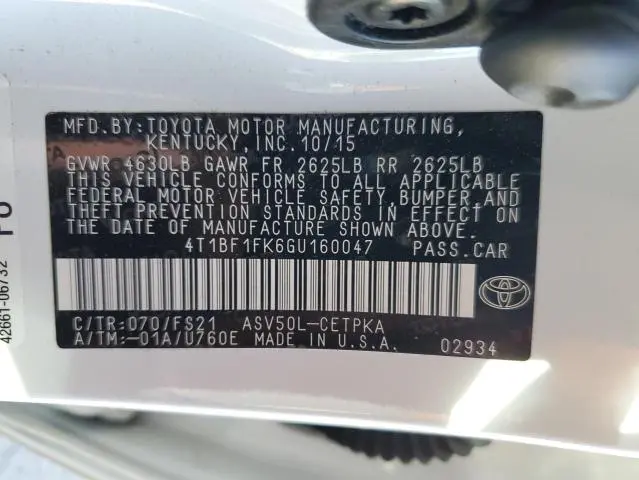 MFD.BY: TOYOTA MOTOR MANUFACTURING,
KENTUCKY, INC. 10/15
GVWR 4630LB GAWR FR 2625LB RR 2625LB
THIS VEHICLE CONFORMS TO ALL APPLICABLE
FEDERAL MOTOR VEHICLE SAFETY, BUMPER, AND
THEFT PREVENTION STANDARDS IN EFFECT ON
THE DATE OF MANUFACTURE SHOWN ABOVE.
4T1BF1FK6GU160047 PASS.CAR
C/TR:070/FS21 ASV50L-CETPKA
A/TM:-01A/U760E MADE IN U.S.A. 02934
42661-06732